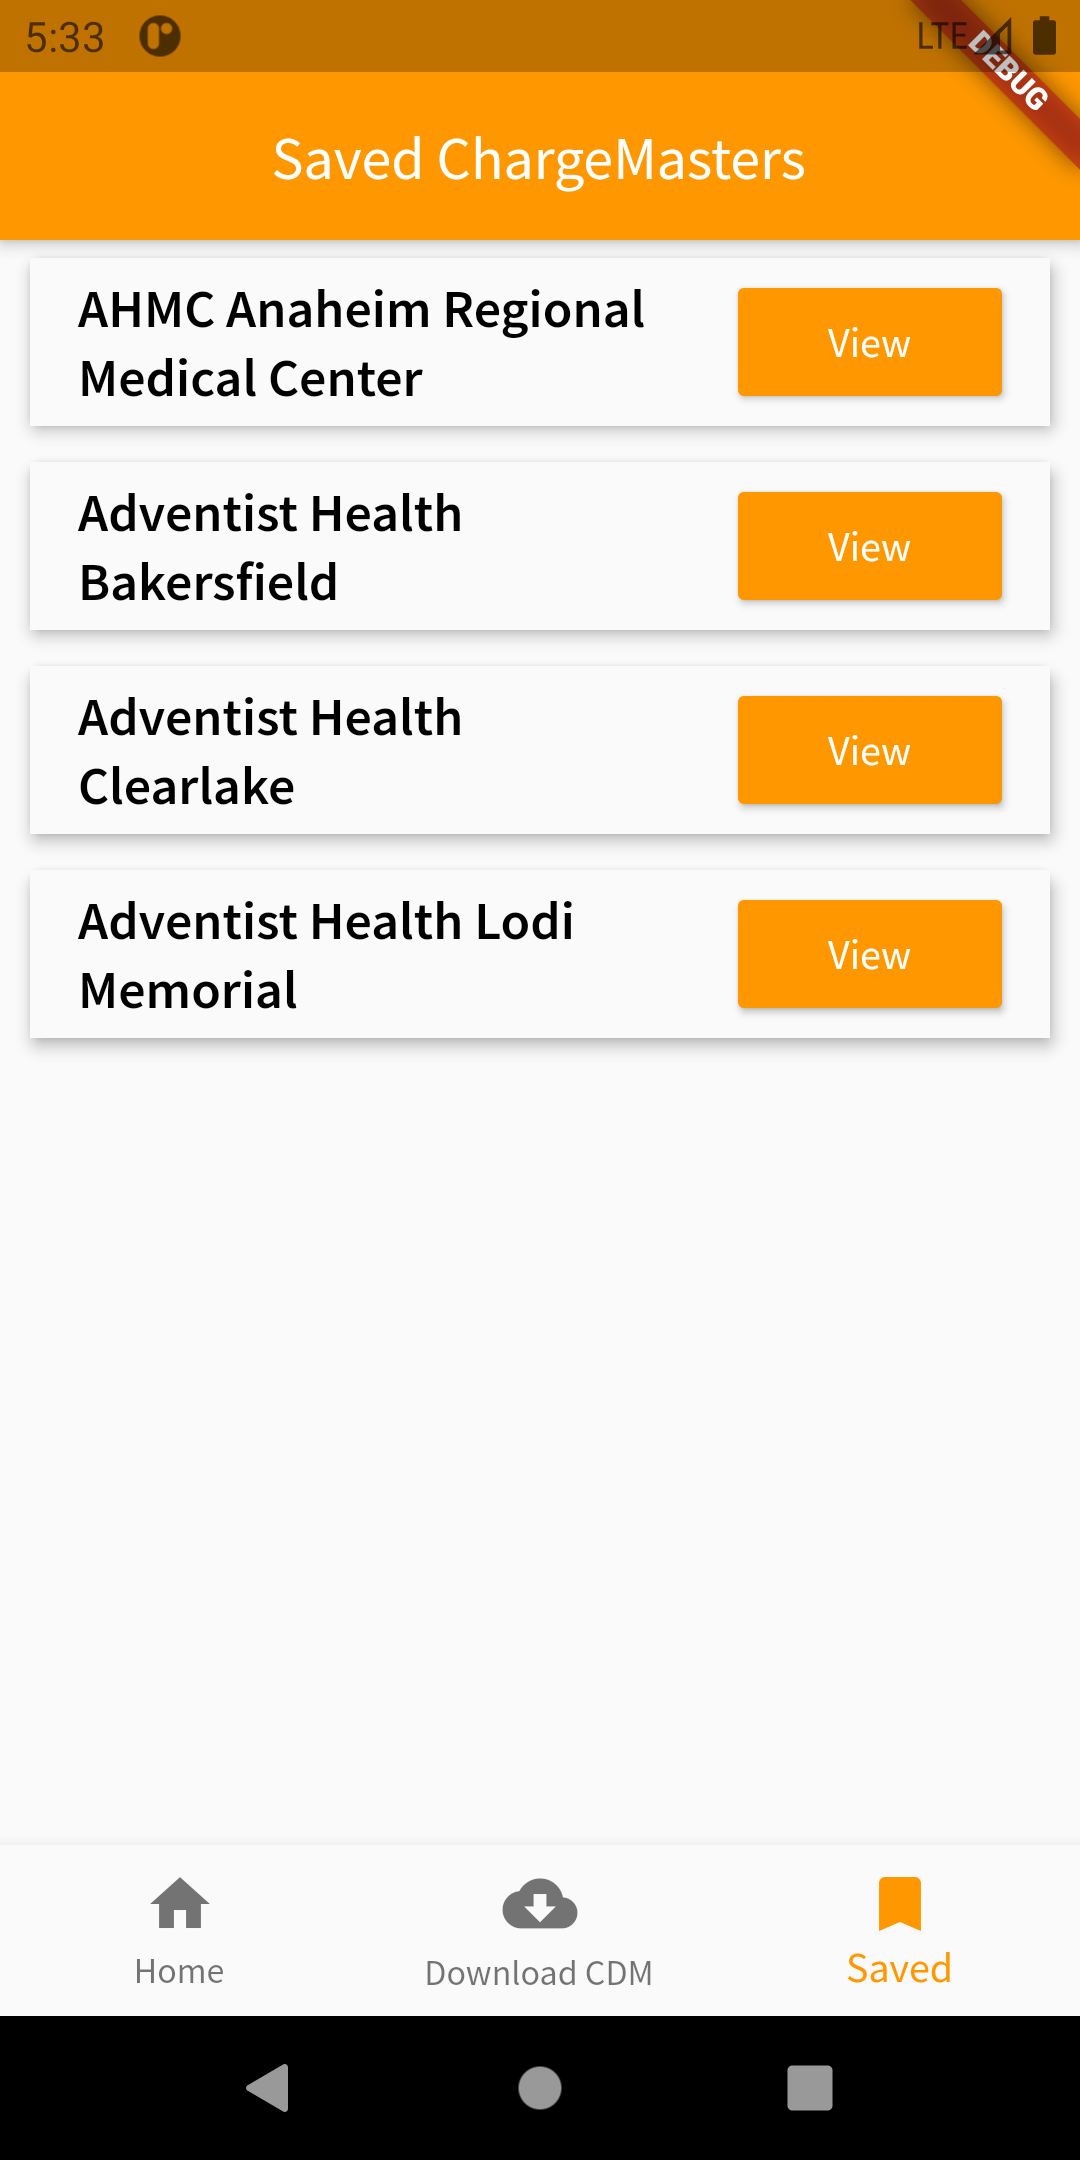 5:33
LTE
DEBUG
Saved ChargeMasters
AHMC Anaheim Regional
Medical Center
View
Adventist Health
Bakersfield
View
Adventist Health
Clearlake
View
Adventist Health Lodi
Memorial
View
Home
Download CDM
Saved